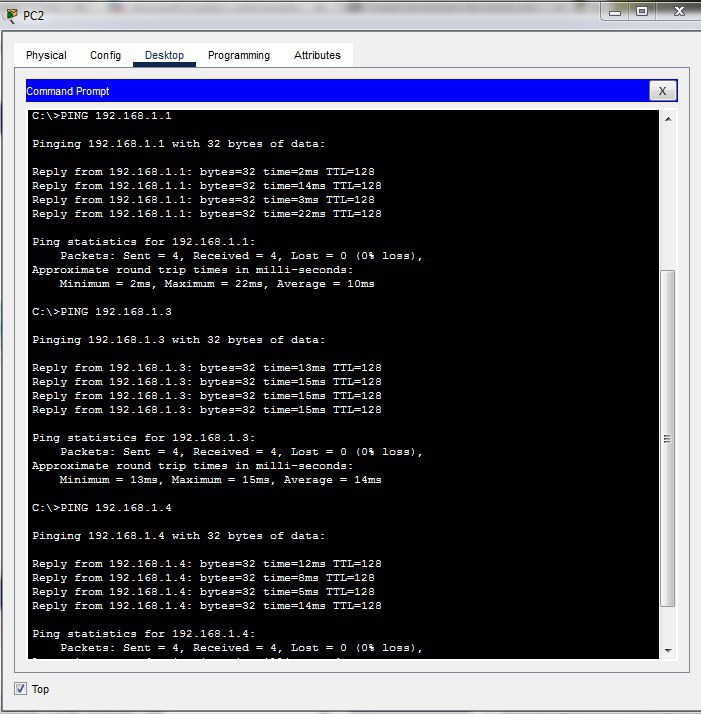 PC2
Physical Config Desktop Programming Attributes
Command Prompt X
C:\>PING 192.168.1.1
Pinging 192.168.1.1 with 32 bytes of data:
Reply from 192.168.1.1: bytes=32 time=2ms TTL=128
Reply from 192.168.1.1: bytes=32 time=14ms TTL=128
Reply from 192.168.1.1: bytes=32 time=3ms TTL=128
Reply from 192.168.1.1: bytes=32 time=22ms TTL=128
Ping statistics for 192.168.1.1:
Packets: Sent = 4, Received = 4, Lost = 0 (0% loss),
Approximate round trip times in milli-seconds:
Minimum = 2ms, Maximum = 22ms, Average = 10ms
C:\>PING 192.168.1.3
Pinging 192.168.1.3 with 32 bytes of data:
Reply from 192.168.1.3: bytes=32 time=13ms TTL=128
Reply from 192.168.1.3: bytes=32 time=15ms TTL=128
Reply from 192.168.1.3: bytes=32 time=15ms TTL=128
Reply from 192.168.1.3: bytes=32 time=15ms TTL=128
Ping statistics for 192.168.1.3:
Packets: Sent = 4, Received = 4, Lost = 0 (0% loss),
Approximate round trip times in milli-seconds:
Minimum = 13ms, Maximum = 15ms, Average = 14ms
C:\>PING 192.168.1.4
Pinging 192.168.1.4 with 32 bytes of data:
Reply from 192.168.1.4: bytes=32 time=12ms TTL=128
Reply from 192.168.1.4: bytes=32 time=8ms TTL=128
Reply from 192.168.1.4: bytes=32 time=5ms TTL=128
Reply from 192.168.1.4: bytes=32 time=14ms TTL=128
Ping statistics for 192.168.1.4:
Packets: Sent = 4, Received = 4, Lost = 0 (0% loss),
Top